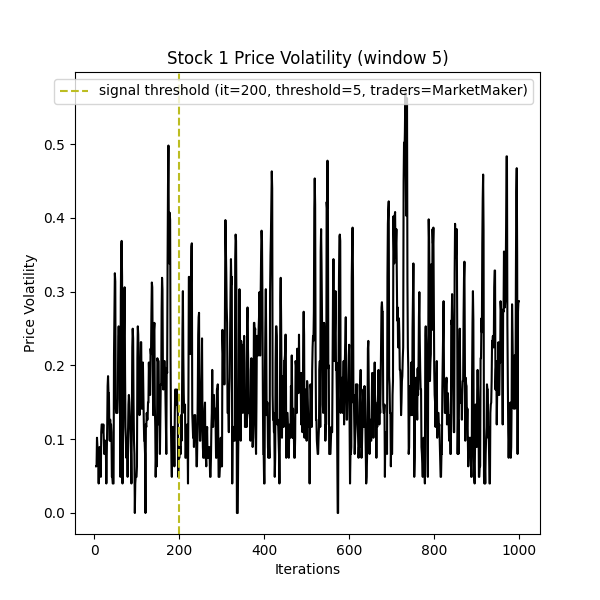 Stock 1 Price Volatility (window 5)
signal threshold (it=200, threshold=5, traders=MarketMaker)
Price Volatility
0.5
0.4
0.3
0.2
0.1
0.0
0 200 400 600 800 1000
Iterations